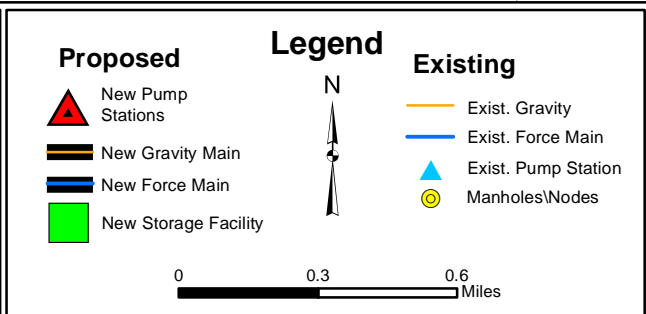 Legend
Proposed
New Pump
Stations
New Gravity Main
New Force Main
New Storage Facility
N
Existing
Exist. Gravity
Exist. Force Main
Exist. Pump Station
Manholes\Nodes
0 0.3 0.6
Miles